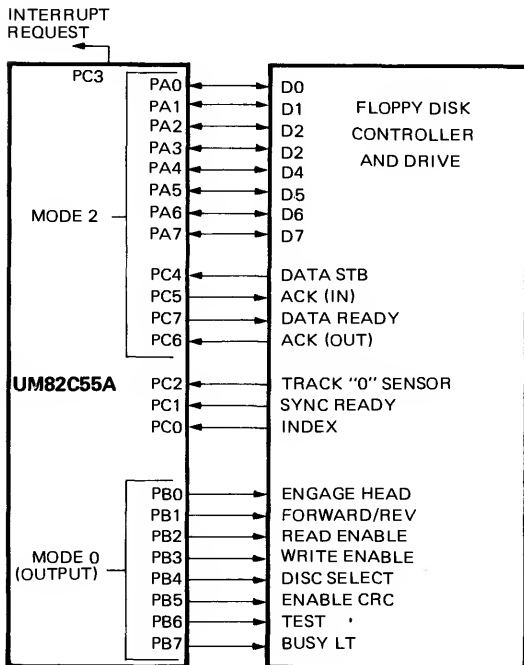 INTERRUPT
REQUEST
PC3
PA0 D0
PA1 D1 FLOPPY DISK
PA2 D2 CONTROLLER
PA3 D2 AND DRIVE
PA4 D4
PA5 D5
MODE 2 PA6 D6
PA7 D7
PC4 DATA STB
PC5 ACK (IN)
PC7 DATA READY
PC6 ACK (OUT)
UM82C55A PC2 TRACK "0" SENSOR
PC1 SYNC READY
PC0 INDEX
PB0 ENGAGE HEAD
PB1 FORWARD/REV
PB2 READ ENABLE
MODE 0 PB3 WRITE ENABLE
(OUTPUT) PB4 DISC SELECT
PB5 ENABLE CRC
PB6 TEST
PB7 BUSY LT